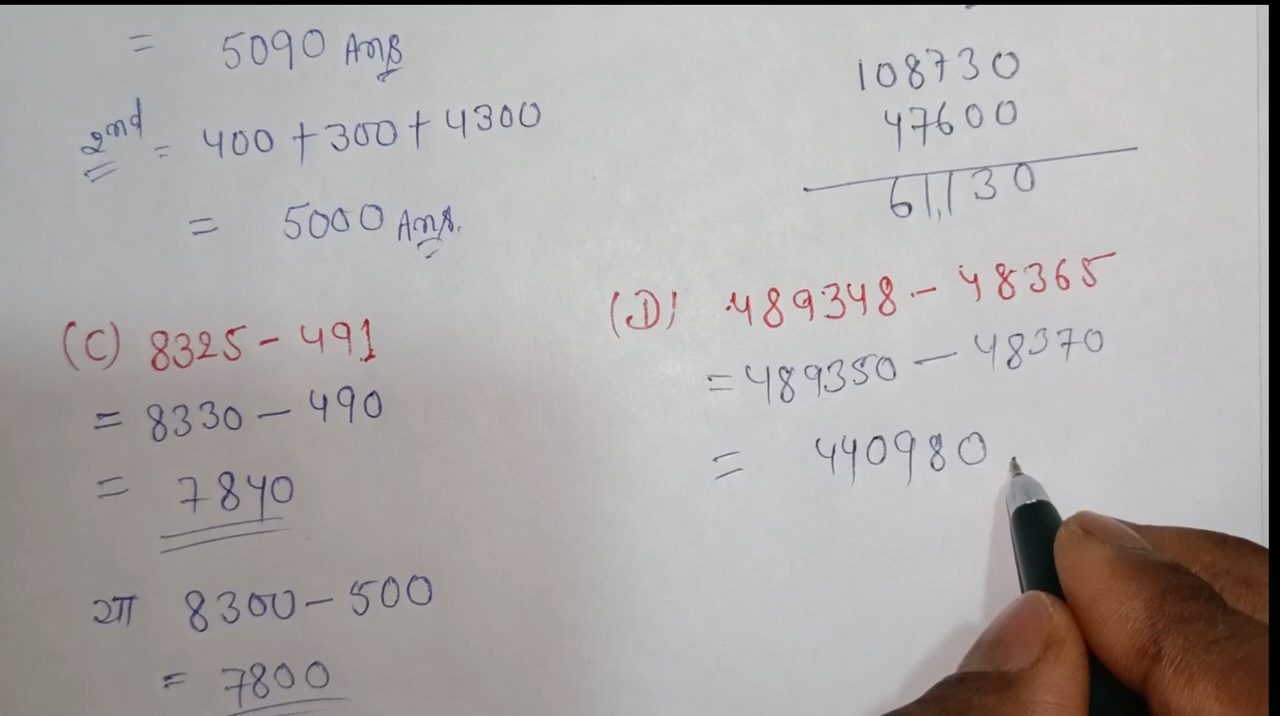 = 5090 Ans
2nd = 400 + 300 + 4300
= 5000 Ans.
(C) 8325 - 491
= 8330 - 490
= 7840
या 8300 - 500
= 7800
108730
47600
61,130
(D) 489348 - 48365
= 489350 - 48370
= 440980